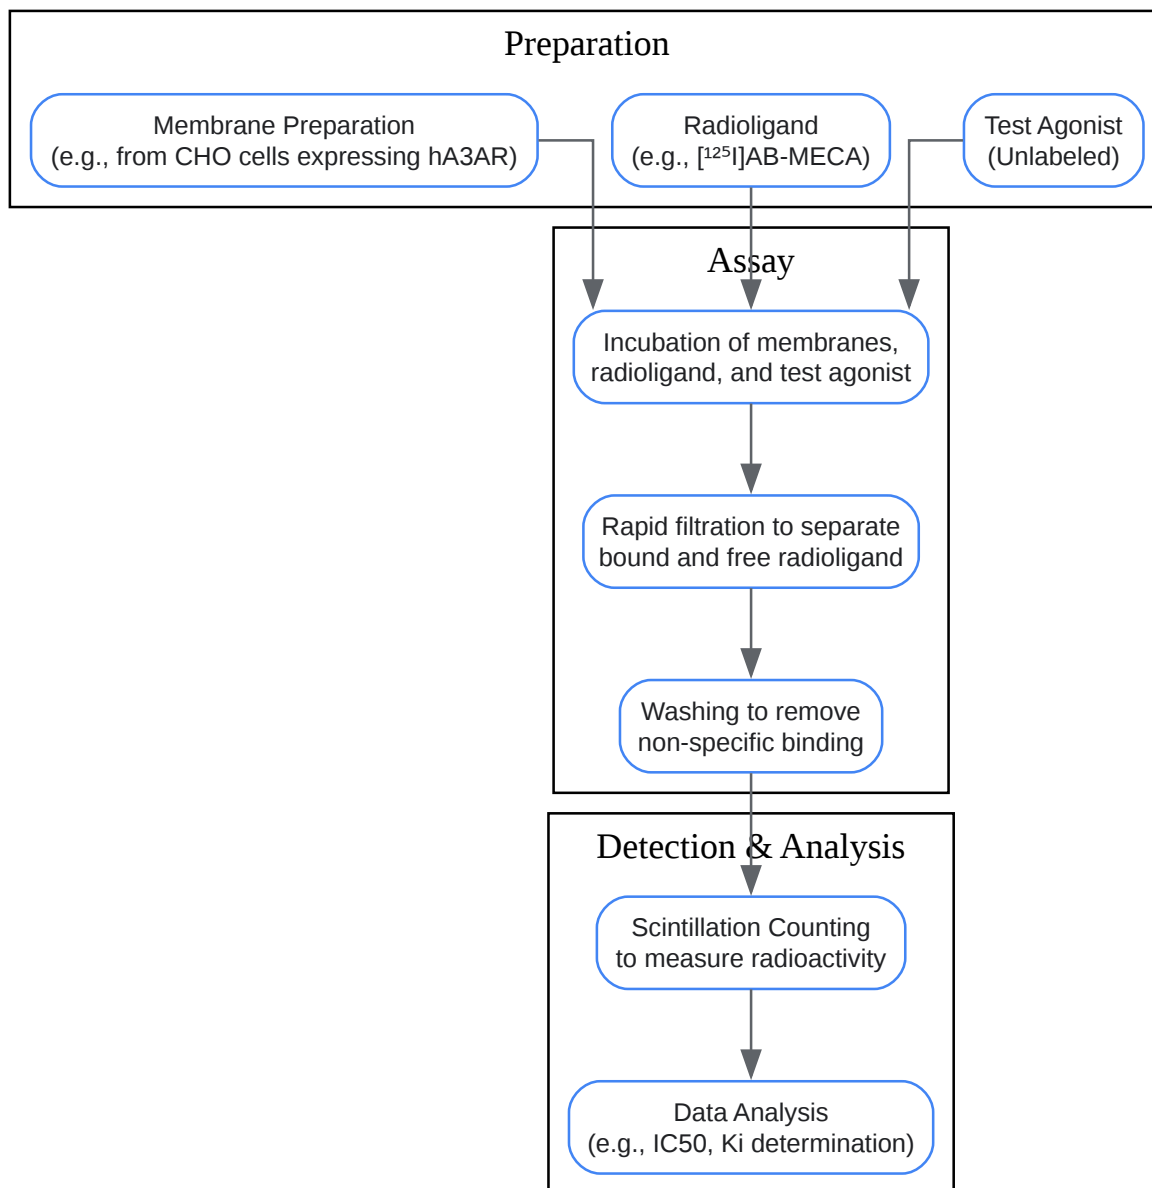 Preparation
Membrane Preparation
(e.g., from CHO cells expressing hA3AR)
Radioligand
(e.g., [¹²⁵I]AB-MECA)
Test Agonist
(Unlabeled)
Assay
Incubation of membranes,
radioligand, and test agonist
Rapid filtration to separate
bound and free radioligand
Washing to remove
non-specific binding
Detection & Analysis
Scintillation Counting
to measure radioactivity
Data Analysis
(e.g., IC50, Ki determination)